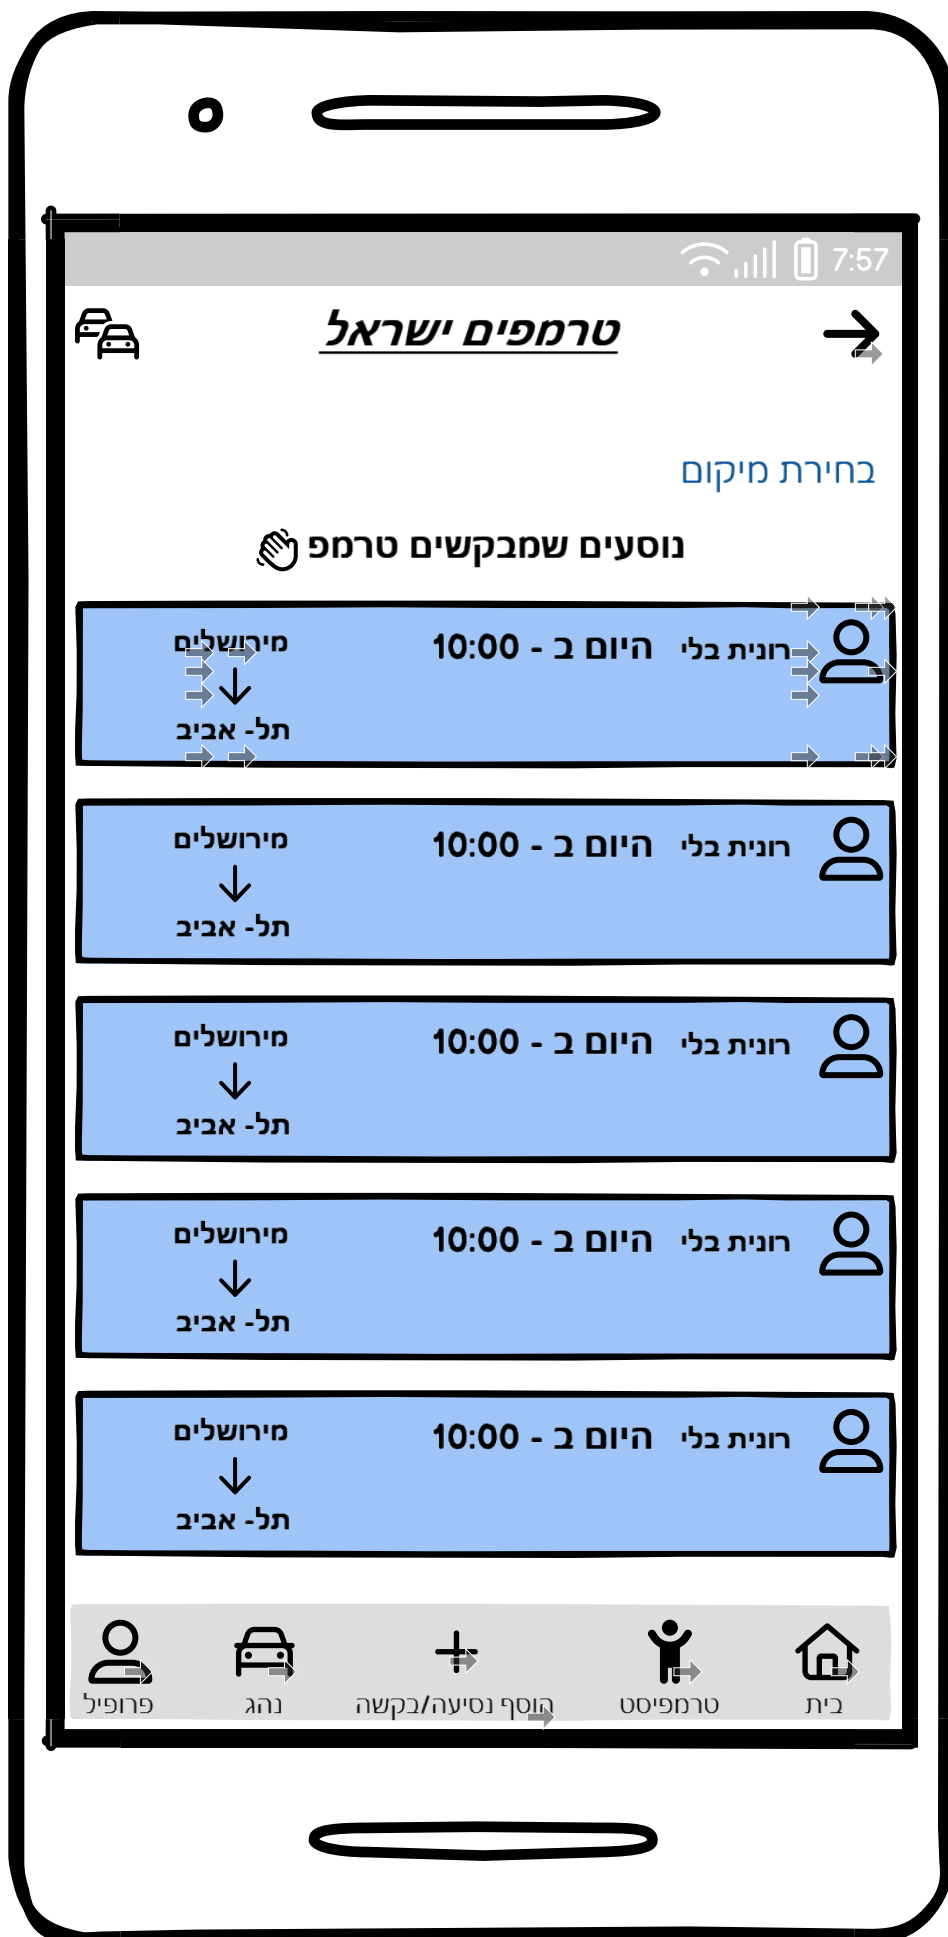 7:57
טרמפים ישראל
בחירת מיקום
נוסעים שמבקשים טרמפ
רונית בלי היום ב - 10:00 מירושלים
תל- אביב
רונית בלי היום ב - 10:00 מירושלים
תל- אביב
רונית בלי היום ב - 10:00 מירושלים
תל- אביב
רונית בלי היום ב - 10:00 מירושלים
תל- אביב
רונית בלי היום ב - 10:00 מירושלים
תל- אביב
בית טרמפיסט הוסף נסיעה/בקשה נהג פרופיל